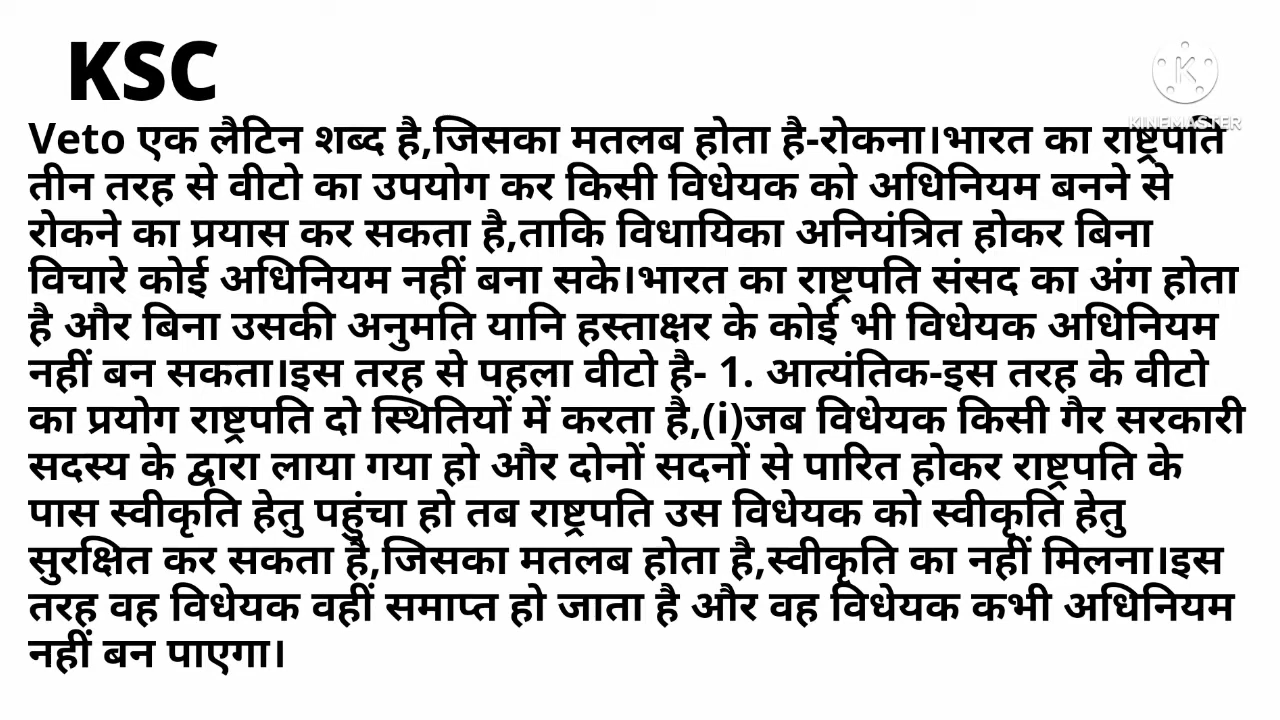 KSC
KINEMASTER
Veto एक लैटिन शब्द है,जिसका मतलब होता है-रोकना।भारत का राष्ट्रपति
तीन तरह से वीटो का उपयोग कर किसी विधेयक को अधिनियम बनने से
रोकने का प्रयास कर सकता है,ताकि विधायिका अनियंत्रित होकर बिना
विचारे कोई अधिनियम नहीं बना सके।भारत का राष्ट्रपति संसद का अंग होता
है और बिना उसकी अनुमति यानि हस्ताक्षर के कोई भी विधेयक अधिनियम
नहीं बन सकता।इस तरह से पहला वीटो है- 1. आत्यंतिक-इस तरह के वीटो
का प्रयोग राष्ट्रपति दो स्थितियों में करता है,(i)जब विधेयक किसी गैर सरकारी
सदस्य के द्वारा लाया गया हो और दोनों सदनों से पारित होकर राष्ट्रपति के
पास स्वीकृति हेतु पहुंचा हो तब राष्ट्रपति उस विधेयक को स्वीकृति हेतु
सुरक्षित कर सकता है,जिसका मतलब होता है,स्वीकृति का नहीं मिलना।इस
तरह वह विधेयक वहीं समाप्त हो जाता है और वह विधेयक कभी अधिनियम
नहीं बन पाएगा।